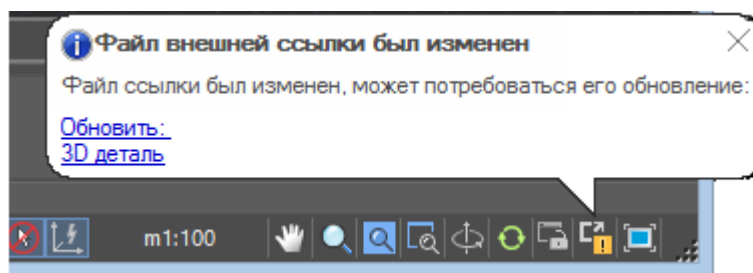 Файл внешней ссылки был изменен
Файл ссылки был изменен, может потребоваться его обновление:
Обновить:
3D деталь
m1:100